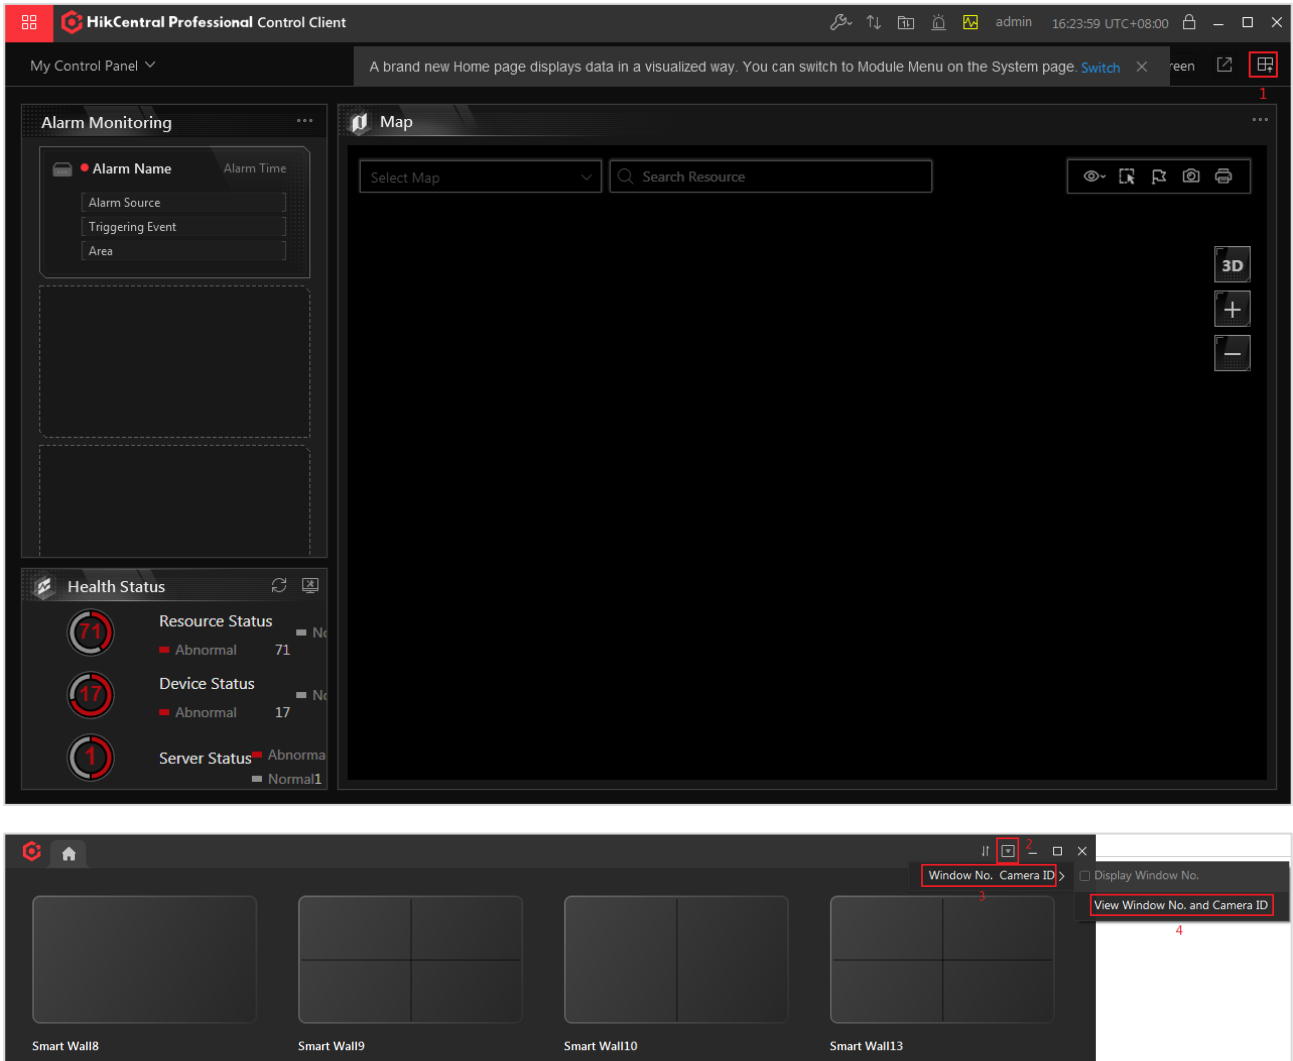 HikCentral Professional Control Client
admin 16:23:59 UTC+08:00
My Control Panel
A brand new Home page displays data in a visualized way. You can switch to Module Menu on the System page. Switch
reen
1
Alarm Monitoring
Alarm Name Alarm Time
Alarm Source
Triggering Event
Area
Map
Select Map
Search Resource
3D
Health Status
71
Resource Status
No
Abnormal 71
17
Device Status
No
Abnormal 17
1
Server Status Abnorma
Normal1
2
Window No. Camera ID
3
Display Window No.
View Window No. and Camera ID
4
Smart Wall8
Smart Wall9
Smart Wall10
Smart Wall13